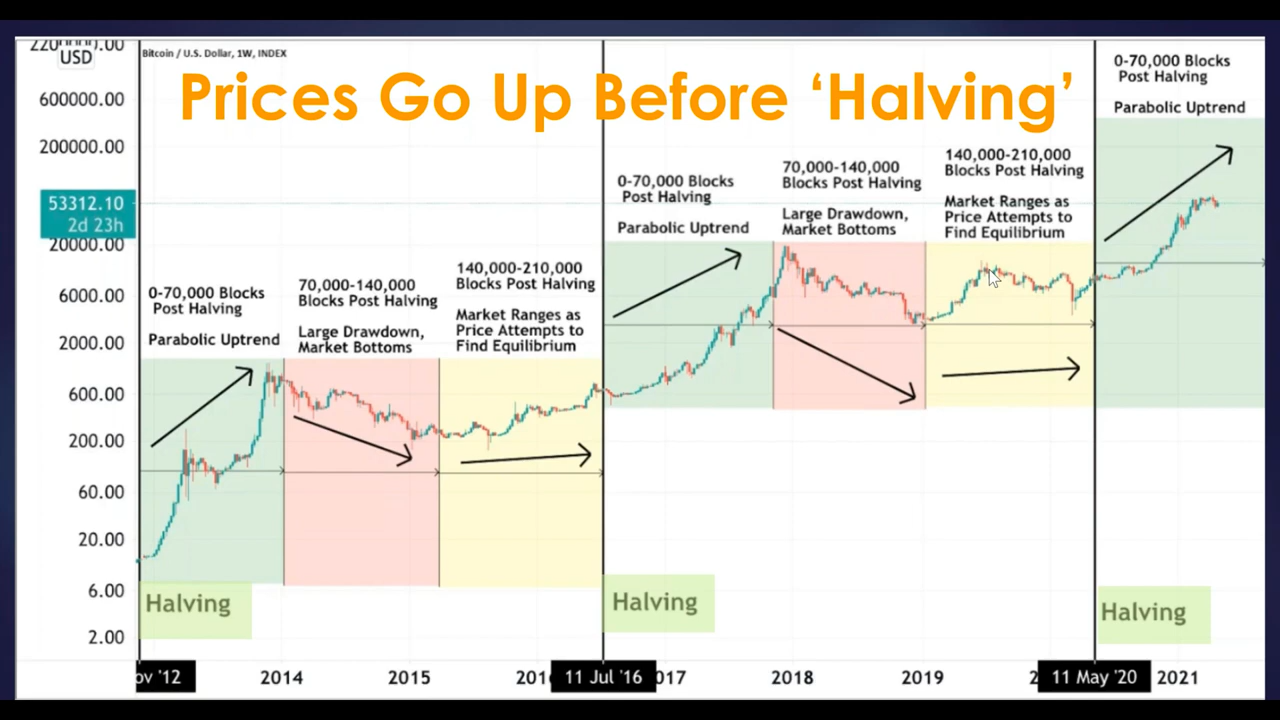 Bitcoin / U.S. Dollar, 1W, INDEX
USD
Prices Go Up Before ‘Halving’
600000.00
200000.00
53312.10
2d 23h
20000.00
6000.00
2000.00
600.00
200.00
60.00
20.00
6.00
2.00
0-70,000 Blocks
Post Halving
Parabolic Uptrend
70,000-140,000
Blocks Post Halving
Large Drawdown,
Market Bottoms
140,000-210,000
Blocks Post Halving
Market Ranges as
Price Attempts to
Find Equilibrium
0-70,000 Blocks
Post Halving
Parabolic Uptrend
70,000-140,000
Blocks Post Halving
Large Drawdown,
Market Bottoms
140,000-210,000
Blocks Post Halving
Market Ranges as
Price Attempts to
Find Equilibrium
0-70,000 Blocks
Post Halving
Parabolic Uptrend
Halving
Halving
Halving
'12
2014
2015
11 Jul '16
2018
2019
11 May '20
2021